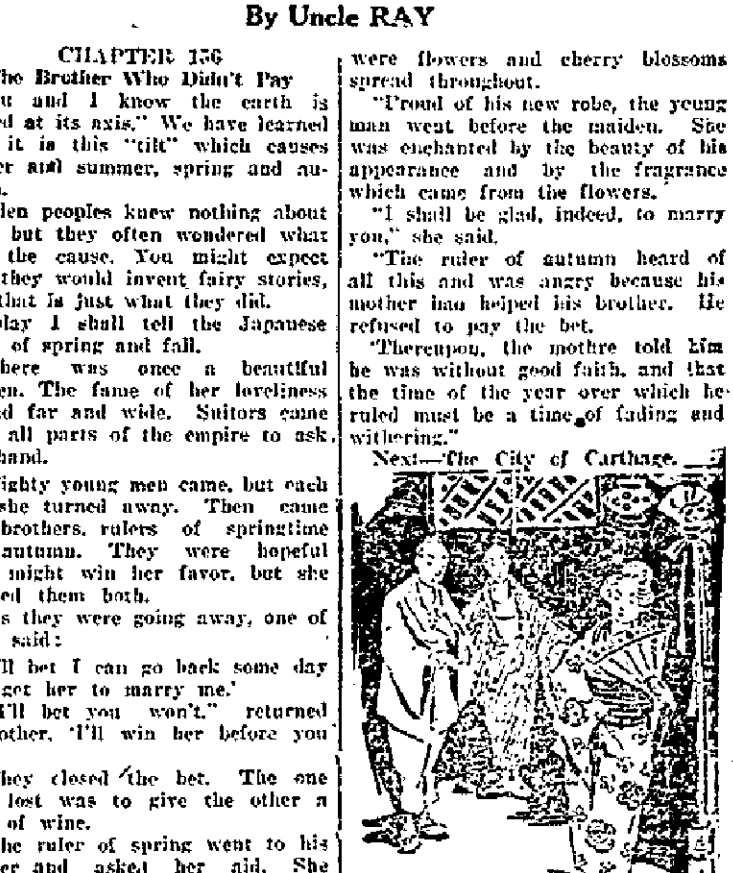 By Uncle RAY
CHAPTER 156
he Brother Who Didn't Pay
u and I know the earth is
d at its axis." We have learned
it is this "tilt" which causes
er and summer, spring and au-
.
den peoples knew nothing about
but they often wondered what
the cause. You might expect
they would invent fairy stories,
that is just what they did.
day I shall tell the Japanese
of spring and fall.
here was once a beautiful
en. The fame of her loveliness
d far and wide. Suitors came
all parts of the empire to ask
hand.
ighty young men came, but each
she turned away. Then came
brothers, rulers of springtime
autumn. They were hopeful
might win her favor, but she
ed them both.
s they were going away, one of
said:
'll bet I can go back some day
get her to marry me.'
I'll bet you won't." returned
other, 'I'll win her before you
hey closed the bet. The one
lost was to give the other a
of wine.
he ruler of spring went to his
er and asked her aid. She
were flowers and cherry blossoms
spread throughout.
"Proud of his new robe, the young
man went before the maiden. She
was enchanted by the beauty of his
appearance and by the fragrance
which came from the flowers.
"I shall be glad, indeed, to marry
you," she said.
"The ruler of autumn heard of
all this and was angry because his
mother had helped his brother. He
refused to pay the bet.
'Thereupon, the mothre told him
he was without good faith, and that
the time of the year over which he
ruled must be a time of fading and
withering."
Next—The City of Carthage.